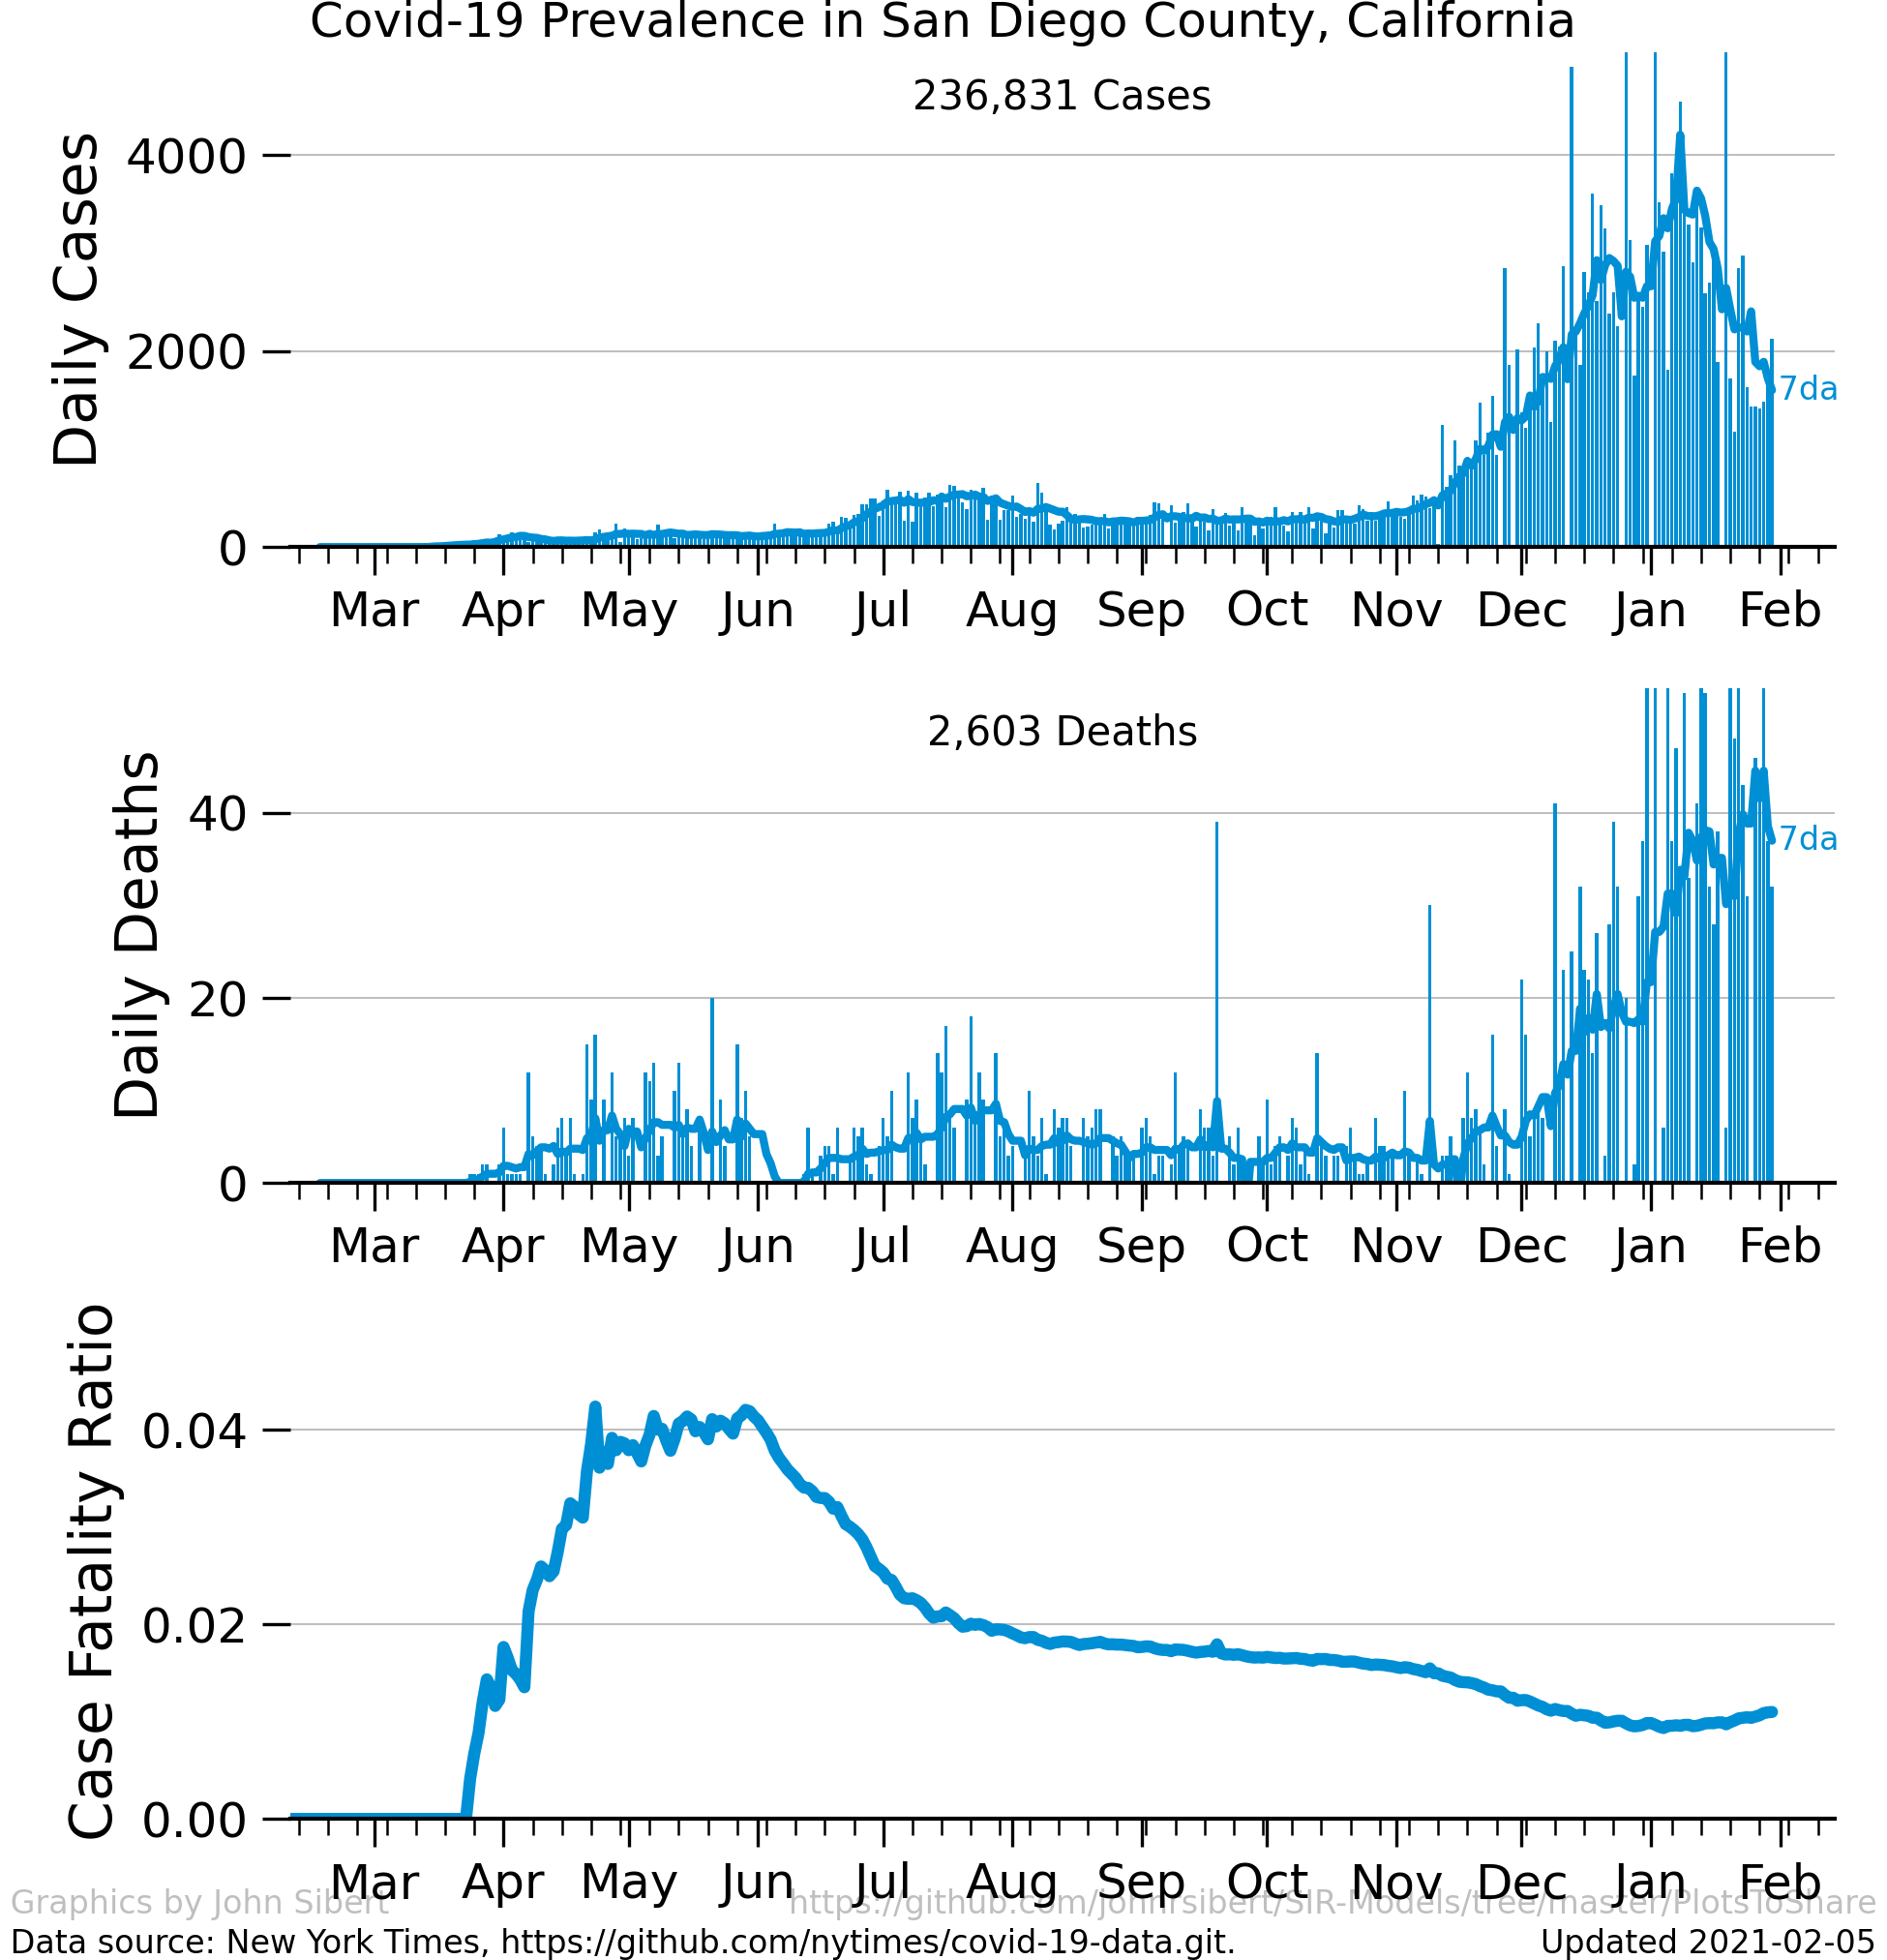 Covid-19 Prevalence in San Diego County, California
236,831 Cases
Daily Cases
4000
2000
0
7da
Mar Apr May Jun Jul Aug Sep Oct Nov Dec Jan Feb
2,603 Deaths
Daily Deaths
40
20
0
7da
Mar Apr May Jun Jul Aug Sep Oct Nov Dec Jan Feb
Case Fatality Ratio
0.04
0.02
0.00
Mar Apr May Jun Jul Aug Sep Oct Nov Dec Jan Feb
Graphics by John Sibert https://github.com/johnrsibert/SIR-Models/tree/master/PlotsToShare
Data source: New York Times, https://github.com/nytimes/covid-19-data.git. Updated 2021-02-05